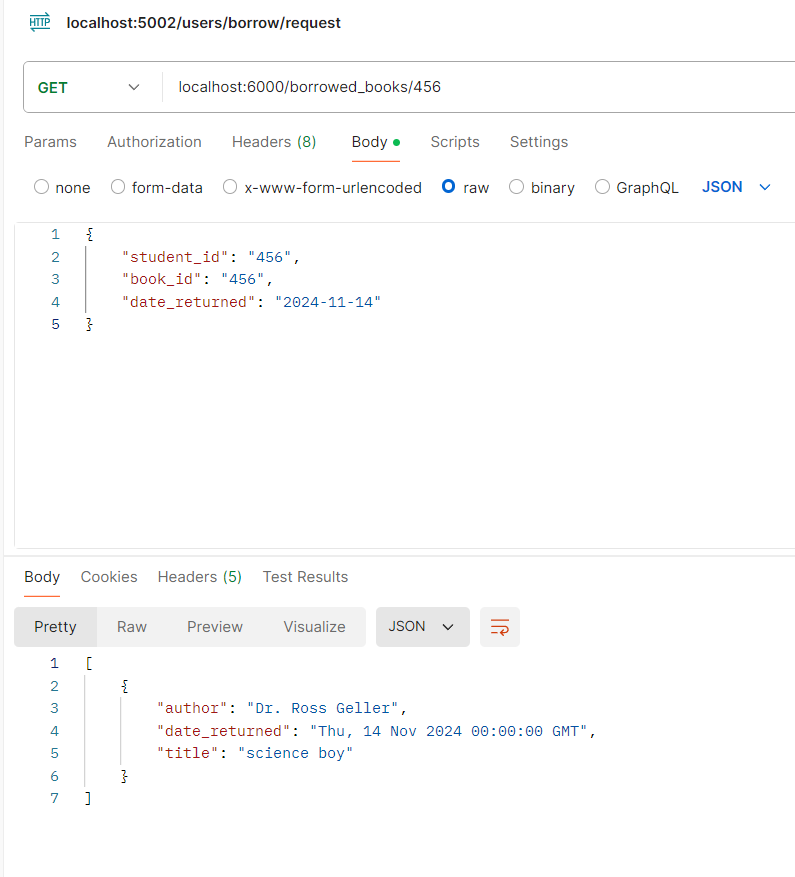 HTTP localhost:5002/users/borrow/request
GET localhost:6000/borrowed_books/456
Params Authorization Headers (8) Body Scripts Settings
none form-data x-www-form-urlencoded raw binary GraphQL JSON
1 {
2 "student_id": "456",
3 "book_id": "456",
4 "date_returned": "2024-11-14"
5 }
Body Cookies Headers (5) Test Results
Pretty Raw Preview Visualize JSON
1 [
2 {
3 "author": "Dr. Ross Geller",
4 "date_returned": "Thu, 14 Nov 2024 00:00:00 GMT",
5 "title": "science boy"
6 }
7 ]